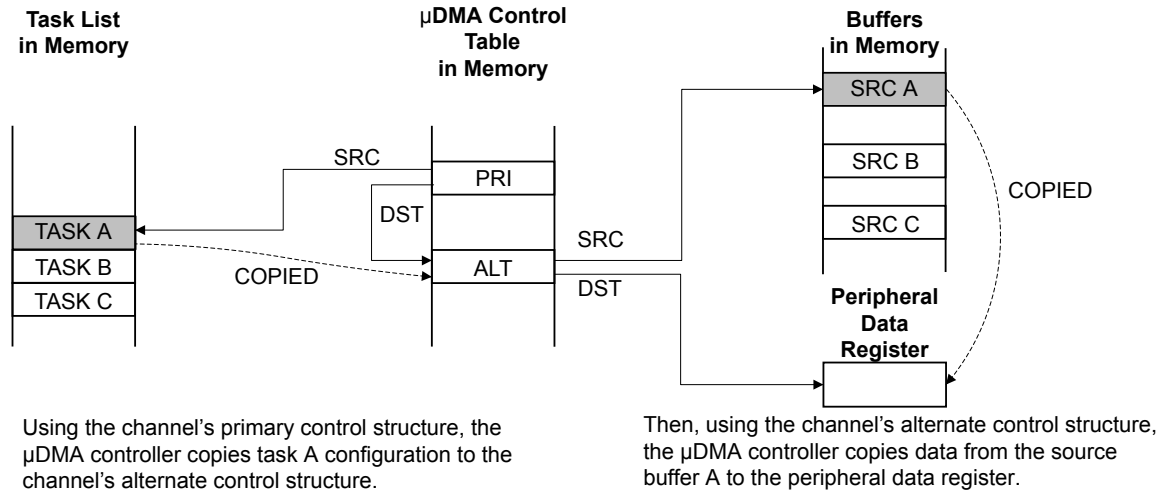 Task List
in Memory
µDMA Control
Table
in Memory
Buffers
in Memory
SRC A
SRC
PRI
SRC B
COPIED
DST
SRC C
TASK A
SRC
TASK B
COPIED
ALT
DST
TASK C
Peripheral
Data
Register
Using the channel's primary control structure, the
µDMA controller copies task A configuration to the
channel's alternate control structure.
Then, using the channel's alternate control structure,
the µDMA controller copies data from the source
buffer A to the peripheral data register.